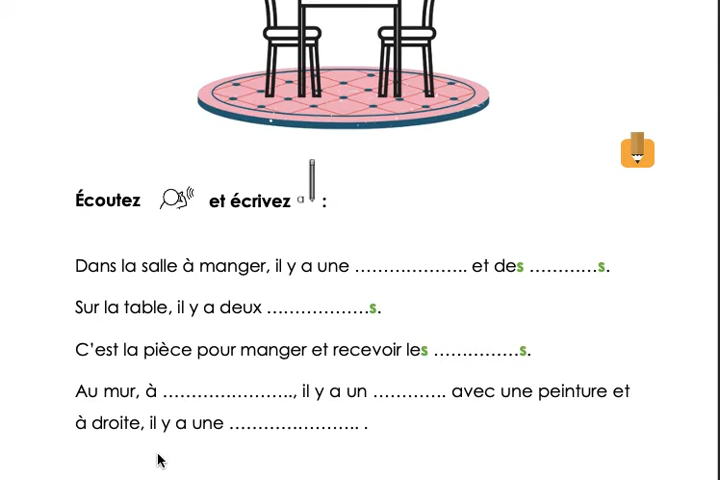 Écoutez et écrivez a :
Dans la salle à manger, il y a une ………………….. et des …………s.
Sur la table, il y a deux ………………s.
C’est la pièce pour manger et recevoir les ……………s.
Au mur, à ………………….., il y a un …………. avec une peinture et
à droite, il y a une ………………….. .